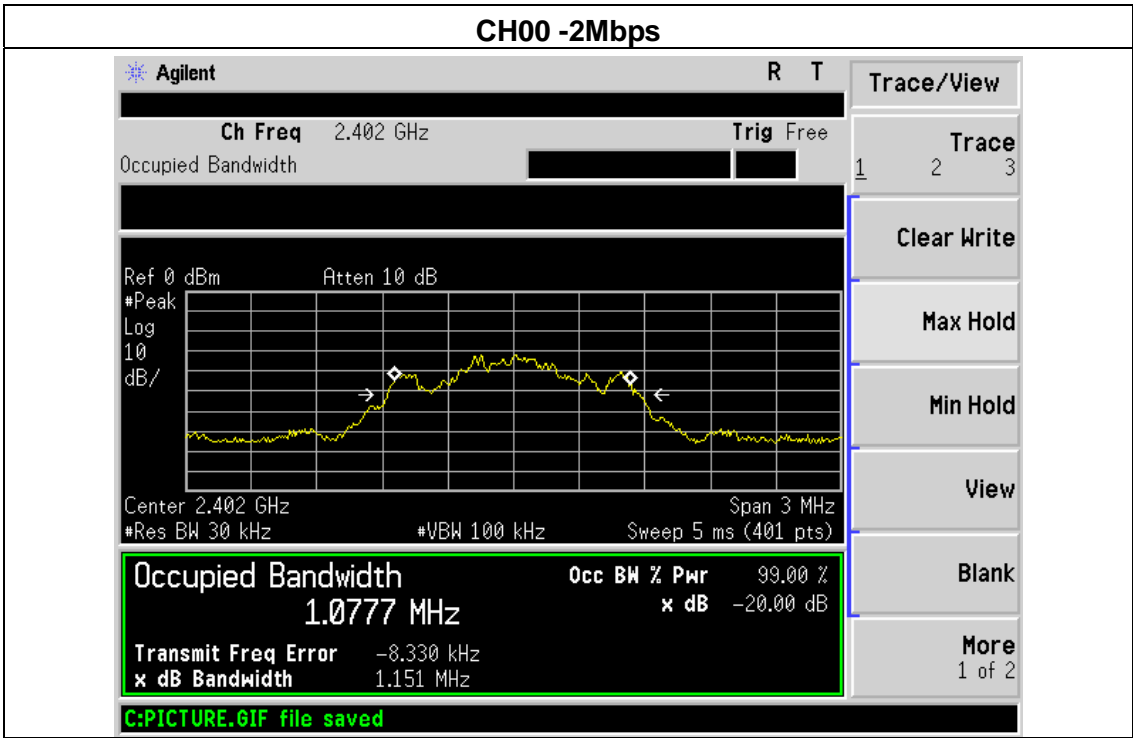 CH00 -2Mbps
Agilent R T
Ch Freq 2.402 GHz Trig Free
Occupied Bandwidth
Ref 0 dBm Atten 10 dB
#Peak
Log
10
dB/
Center 2.402 GHz Span 3 MHz
#Res BW 30 kHz #VBW 100 kHz Sweep 5 ms (401 pts)
Occupied Bandwidth Occ BW % Pwr 99.00 %
1.0777 MHz x dB -20.00 dB
Transmit Freq Error -8.330 kHz
x dB Bandwidth 1.151 MHz
C:PICTURE.GIF file saved
Trace/View
Trace
1 2 3
Clear Write
Max Hold
Min Hold
View
Blank
More
1 of 2